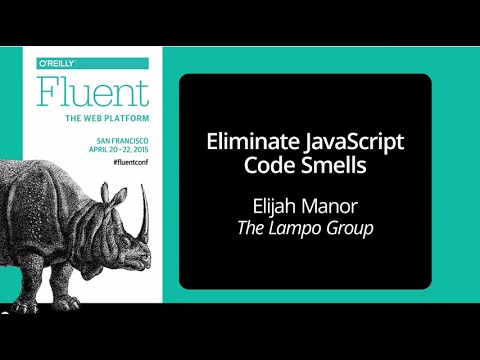 O'REILLY®
Fluent
THE WEB PLATFORM
SAN FRANCISCO
APRIL 20–22, 2015
#fluentconf
Eliminate JavaScript
Code Smells
Elijah Manor
The Lampo Group